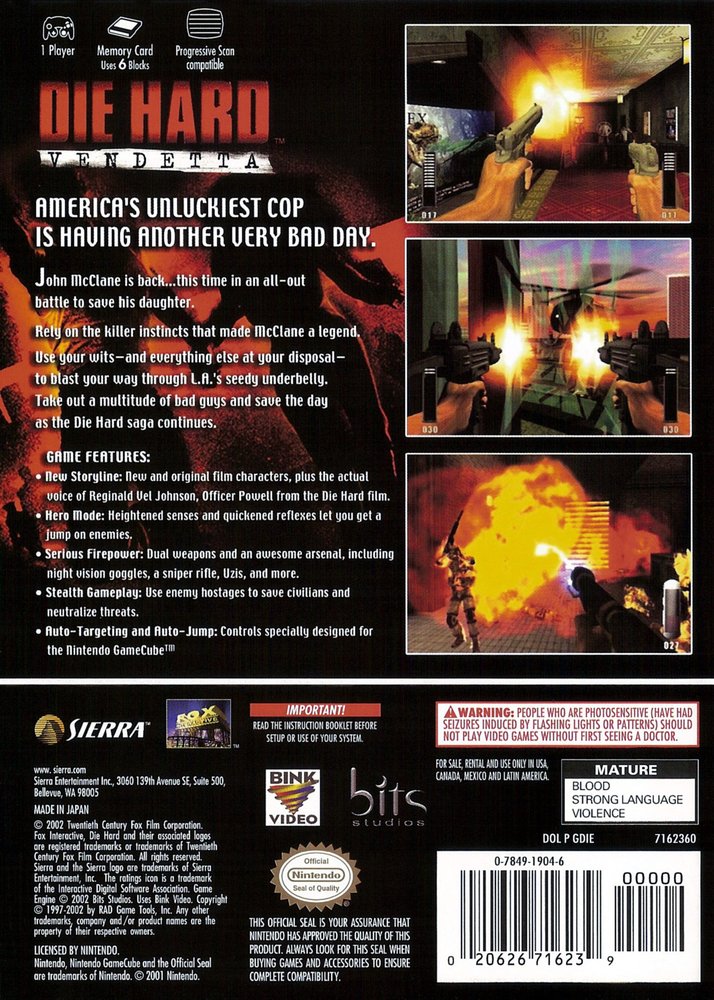 1 Player
Memory Card
Uses 6 Blocks
Progressive Scan
compatible
DIE HARD™
VENDETTA
AMERICA'S UNLUCKIEST COP
IS HAVING ANOTHER VERY BAD DAY.
John McClane is back...this time in an all-out
battle to save his daughter.
Rely on the killer instincts that made McClane a legend.
Use your wits—and everything else at your disposal—
to blast your way through L.A.'s seedy underbelly.
Take out a multitude of bad guys and save the day
as the Die Hard saga continues.
GAME FEATURES:
• New Storyline: New and original film characters, plus the actual
voice of Reginald Vel Johnson, Officer Powell from the Die Hard film.
• Hero Mode: Heightened senses and quickened reflexes let you get a
jump on enemies.
• Serious Firepower: Dual weapons and an awesome arsenal, including
night vision goggles, a sniper rifle, Uzis, and more.
• Stealth Gameplay: Use enemy hostages to save civilians and
neutralize threats.
• Auto-Targeting and Auto-Jump: Controls specially designed for
the Nintendo GameCube™
EX
017
017
030
030
027
SIERRA™
FOX
INTERACTIVE
™
www. sierra.com
Sierra Entertainment Inc., 3060 139th Avenue SE, Suite 500,
Bellevue, WA 98005
MADE IN JAPAN
© 2002 Twentieth Century Fox Film Corporation.
Fox Interactive, Die Hard and their associated logos
are registered trademarks or trademarks of Twentieth
Century Fox Film Corporation. All rights reserved.
Sierra and the Sierra logo are trademarks of Sierra
Entertainment, Inc. The ratings icon is a trademark
of the Interactive Digital Software Association. Game
Engine © 2002 Bits Studios. Uses Bink Video. Copyright
© 1997-2002 by RAD Game Tools, Inc. Any other
trademarks, company and/or product names are the
property of their respective owners.
LICENSED BY NINTENDO.
Nintendo, Nintendo GameCube and the Official Seal
are trademarks of Nintendo. © 2001 Nintendo.
IMPORTANT!
READ THE INSTRUCTION BOOKLET BEFORE
SETUP OR USE OF YOUR SYSTEM.
BINK
VIDEO
bits
studios
Official
Nintendo
Seal of Quality
THIS OFFICIAL SEAL IS YOUR ASSURANCE THAT
NINTENDO HAS APPROVED THE QUALITY OF THIS
PRODUCT. ALWAYS LOOK FOR THIS SEAL WHEN
BUYING GAMES AND ACCESSORIES TO ENSURE
COMPLETE COMPATIBILITY.
WARNING: PEOPLE WHO ARE PHOTOSENSITIVE (HAVE HAD
SEIZURES INDUCED BY FLASHING LIGHTS OR PATTERNS) SHOULD
NOT PLAY VIDEO GAMES WITHOUT FIRST SEEING A DOCTOR.
FOR SALE, RENTAL AND USE ONLY IN USA,
CANADA, MEXICO AND LATIN AMERICA.
MATURE
BLOOD
STRONG LANGUAGE
VIOLENCE
DOL P GDIE 7162360
0-7849-1904-6
00000
0 20626 71623 9